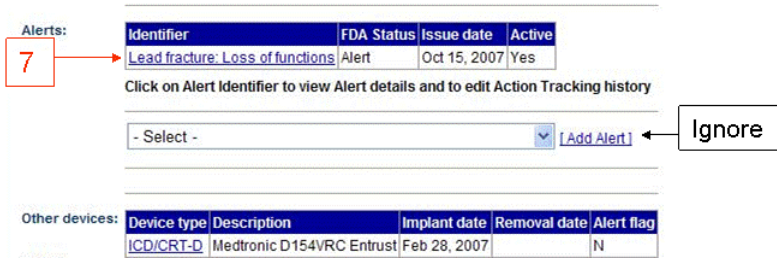 Alerts:
Identifier FDA Status Issue date Active
7
Lead fracture: Loss of functions Alert Oct 15, 2007 Yes
Click on Alert Identifier to view Alert details and to edit Action Tracking history
- Select - [ Add Alert ] Ignore
Other devices: Device type Description Implant date Removal date Alert flag
ICD/CRT-D Medtronic D154VRC Entrust Feb 28, 2007 N